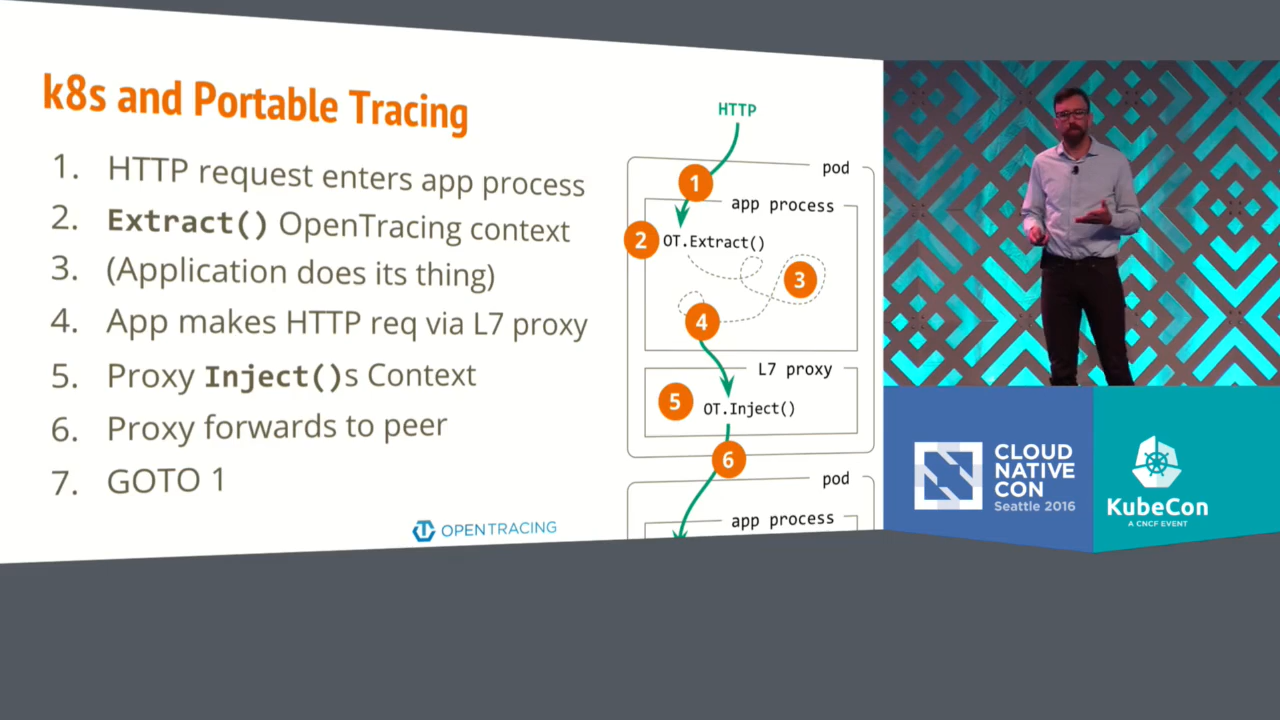 k8s and Portable Tracing
1. HTTP request enters app process
2. Extract() OpenTracing context
3. (Application does its thing)
4. App makes HTTP req via L7 proxy
5. Proxy Inject()s Context
6. Proxy forwards to peer
7. GOTO 1
OPENTRACING
HTTP
pod
1
app process
2 OT.Extract()
3
4
L7 proxy
5 OT.Inject()
6
pod
app process
CLOUD
NATIVE
CON
Seattle 2016
KubeCon
A CNCF EVENT